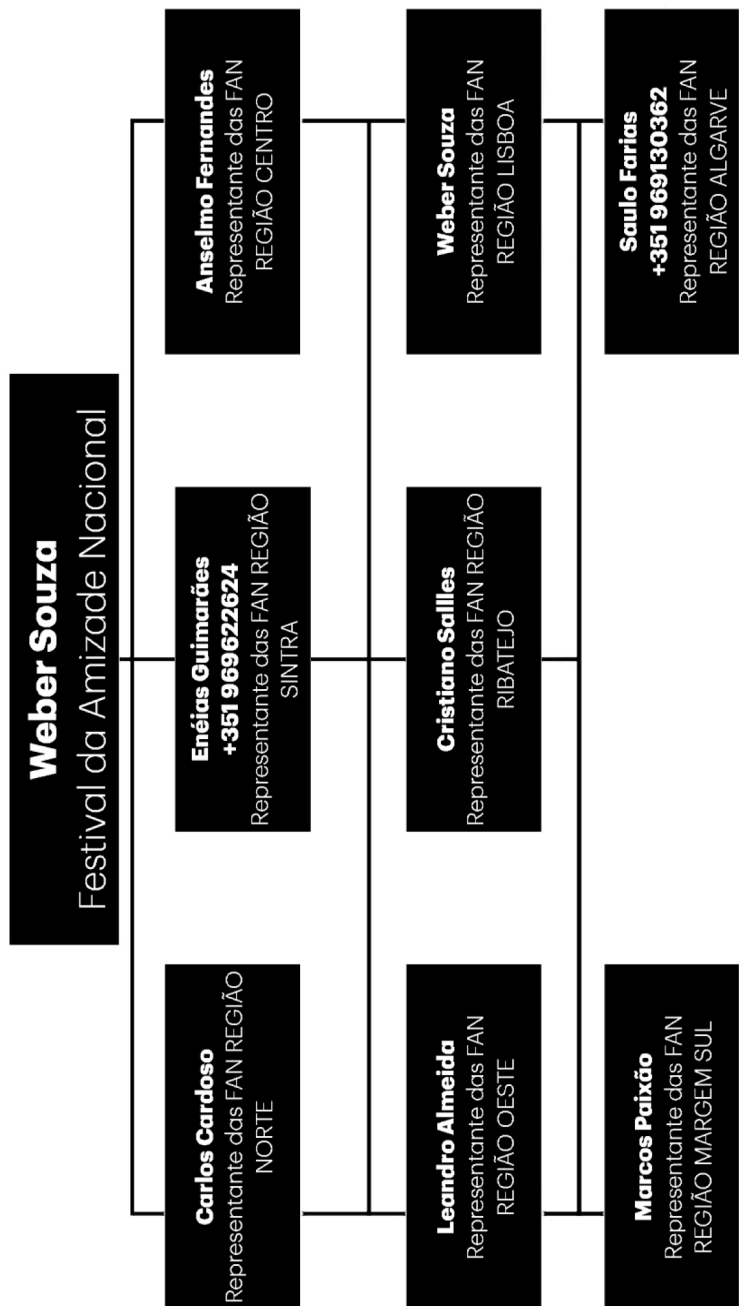 Weber Souza
Festival da Amizade Nacional
Carlos Cardoso
Representante das FAN REGIÃO
NORTE
Enéias Guimarães
+351 969622624
Representante das FAN REGIÃO
SINTRA
Anselmo Fernandes
Representante das FAN
REGIÃO CENTRO
Leandro Almeida
Representante das FAN
REGIÃO OESTE
Cristiano Sallles
Representante das FAN REGIÃO
RIBATEJO
Weber Souza
Representante das FAN
REGIÃO LISBOA
Marcos Paixão
Representante das FAN
REGIÃO MARGEM SUL
Saulo Farias
+351 969130362
Representante das FAN
REGIÃO ALGARVE